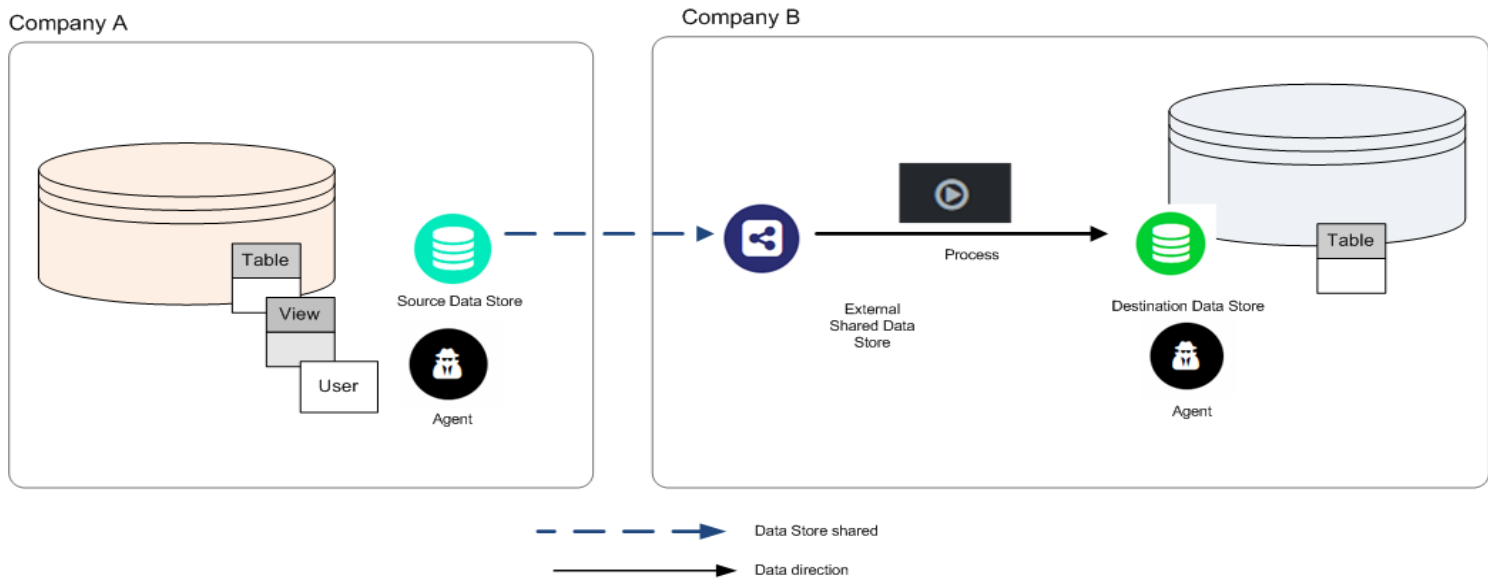 Company A
Company B
Table
View
User
Source Data Store
Agent
Process
External
Shared Data
Store
Table
Destination Data Store
Agent
Data Store shared
Data direction